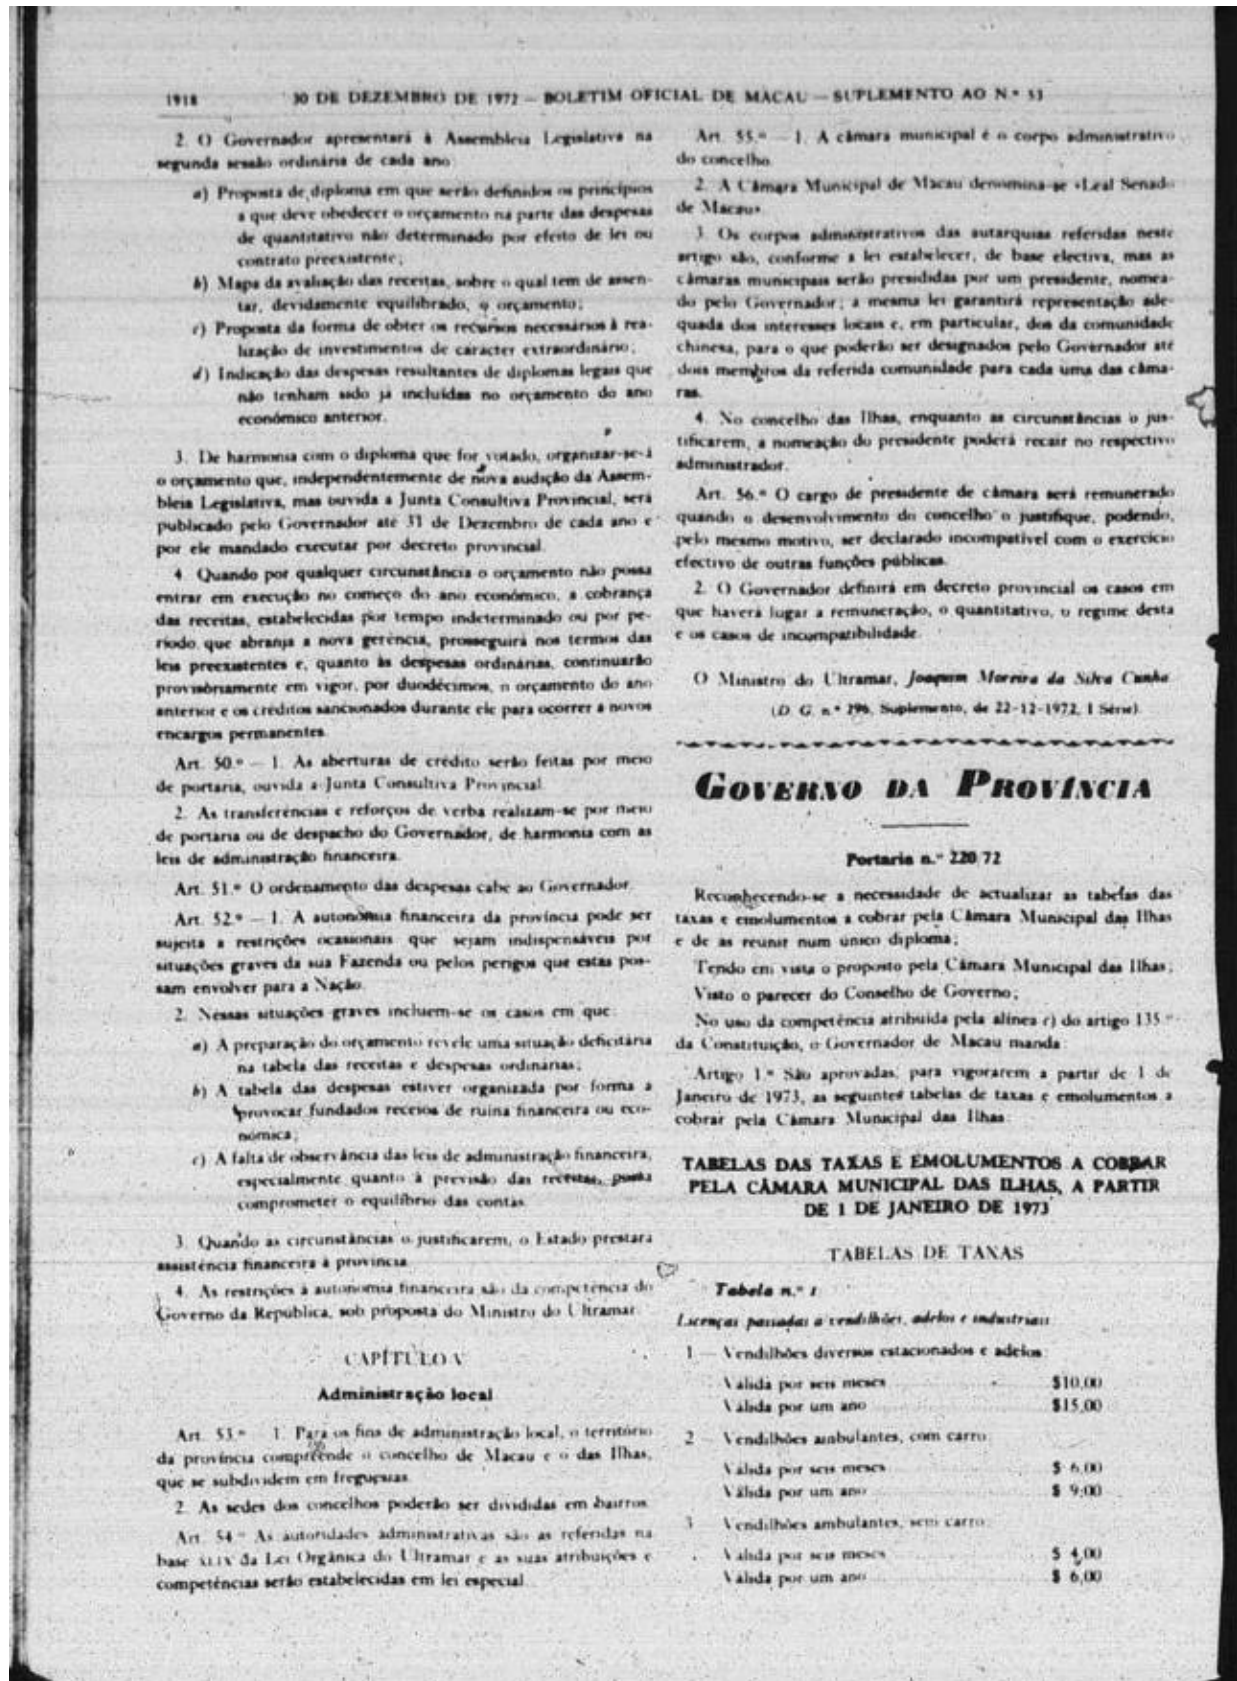 1918 30 DE DEZEMBRO DE 1972 — BOLETIM OFICIAL DE MACAU — SUPLEMENTO AO N.º 53
2. O Governador apresentará à Assembleia Legislativa na
segunda sessão ordinária de cada ano:
a) Proposta de diploma em que serão definidos os princípios
a que deve obedecer o orçamento na parte das despesas
de quantitativo não determinado por efeito de lei ou
contrato preexistente;
b) Mapa da avaliação das receitas, sobre o qual tem de assen-
tar, devidamente equilibrado, o orçamento;
c) Proposta da forma de obter os recursos necessários à rea-
lização de investimentos de carácter extraordinário;
d) Indicação das despesas resultantes de diplomas legais que
não tenham sido já incluídas no orçamento do ano
económico anterior.
3. De harmonia com o diploma que for votado, organizar-se-á
o orçamento que, independentemente de nova audição da Assem-
bleia Legislativa, mas ouvida a Junta Consultiva Provincial, será
publicado pelo Governador até 31 de Dezembro de cada ano e
por ele mandado executar por decreto provincial.
4. Quando por qualquer circunstância o orçamento não possa
entrar em execução no começo do ano económico, a cobrança
das receitas, estabelecidas por tempo indeterminado ou por pe-
ríodo que abranja a nova gerência, prosseguirá nos termos das
leis preexistentes e, quanto às despesas ordinárias, continuarão
provisòriamente em vigor, por duodécimos, o orçamento do ano
anterior e os créditos sancionados durante ele para ocorrer a novos
encargos permanentes.
Art. 50.º — 1. As aberturas de crédito serão feitas por meio
de portaria, ouvida a Junta Consultiva Provincial.
2. As transferências e reforços de verba realizam-se por meio
de portaria ou de despacho do Governador, de harmonia com as
leis de administração financeira.
Art. 51.º O ordenamento das despesas cabe ao Governador.
Art. 52.º — 1. A autonomia financeira da província pode ser
sujeita a restrições ocasionais que sejam indispensáveis por
situações graves da sua Fazenda ou pelos perigos que estas pos-
sam envolver para a Nação.
2. Nessas situações graves incluem-se os casos em que:
a) A preparação do orçamento revele uma situação deficitária
na tabela das receitas e despesas ordinárias;
b) A tabela das despesas estiver organizada por forma a
provocar fundados receios de ruína financeira ou eco-
nómica;
c) A falta de observância das leis de administração financeira,
especialmente quanto à previsão das receitas, possa
comprometer o equilíbrio das contas.
3. Quando as circunstâncias o justificarem, o Estado prestará
assistência financeira à província.
4. As restrições à autonomia financeira são da competência do
Governo da República, sob proposta do Ministro do Ultramar.
CAPÍTULO V
Administração local
Art. 53.º — 1. Para os fins de administração local, o território
da província compreende o concelho de Macau e o das Ilhas,
que se subdividem em freguesias.
2. As sedes dos concelhos poderão ser divididas em bairros.
Art. 54.º As autoridades administrativas são as referidas na
base XLIX da Lei Orgânica do Ultramar e as suas atribuições e
competências serão estabelecidas em lei especial.
Art. 55.º — 1. A câmara municipal é o corpo administrativo
do concelho.
2. A Câmara Municipal de Macau denomina-se «Leal Senado
de Macau».
3. Os corpos administrativos das autarquias referidas neste
artigo são, conforme a lei estabelecer, de base electiva, mas as
câmaras municipais serão presididas por um presidente, nomea-
do pelo Governador; a mesma lei garantirá representação ade-
quada dos interesses locais e, em particular, dos da comunidade
chinesa, para o que poderão ser designados pelo Governador até
dois membros da referida comunidade para cada uma das câma-
ras.
4. No concelho das Ilhas, enquanto as circunstâncias o jus-
tificarem, a nomeação do presidente poderá recair no respectivo
administrador.
Art. 56.º O cargo de presidente de câmara será remunerado
quando o desenvolvimento do concelho o justifique, podendo,
pelo mesmo motivo, ser declarado incompatível com o exercício
efectivo de outras funções públicas.
2. O Governador definirá em decreto provincial os casos em
que haverá lugar a remuneração, o quantitativo, o regime desta
e os casos de incompatibilidade.
O Ministro do Ultramar, Joaquim Moreira da Silva Cunha.
(D. G. n.º 296, Suplemento, de 22-12-1972, I Série).
GOVERNO DA PROVÍNCIA
Portaria n.º 220/72
Reconhecendo-se a necessidade de actualizar as tabelas das
taxas e emolumentos a cobrar pela Câmara Municipal das Ilhas
e de as reunir num único diploma;
Tendo em vista o proposto pela Câmara Municipal das Ilhas;
Visto o parecer do Conselho de Governo;
No uso da competência atribuída pela alínea c) do artigo 135.º
da Constituição, o Governador de Macau manda:
Artigo 1.º São aprovadas, para vigorarem a partir de 1 de
Janeiro de 1973, as seguintes tabelas de taxas e emolumentos a
cobrar pela Câmara Municipal das Ilhas:
TABELAS DAS TAXAS E EMOLUMENTOS A COBRAR
PELA CÂMARA MUNICIPAL DAS ILHAS, A PARTIR
DE 1 DE JANEIRO DE 1973
TABELAS DE TAXAS
Tabela n.º 1
Licenças passadas a vendilhões, adelos e industriais
1 — Vendilhões diversos estacionados e adelos:
Válida por seis meses $10,00
Válida por um ano $15,00
2 — Vendilhões ambulantes, com carro:
Válida por seis meses $ 6,00
Válida por um ano $ 9,00
3 — Vendilhões ambulantes, sem carro:
Válida por seis meses $ 4,00
Válida por um ano $ 6,00